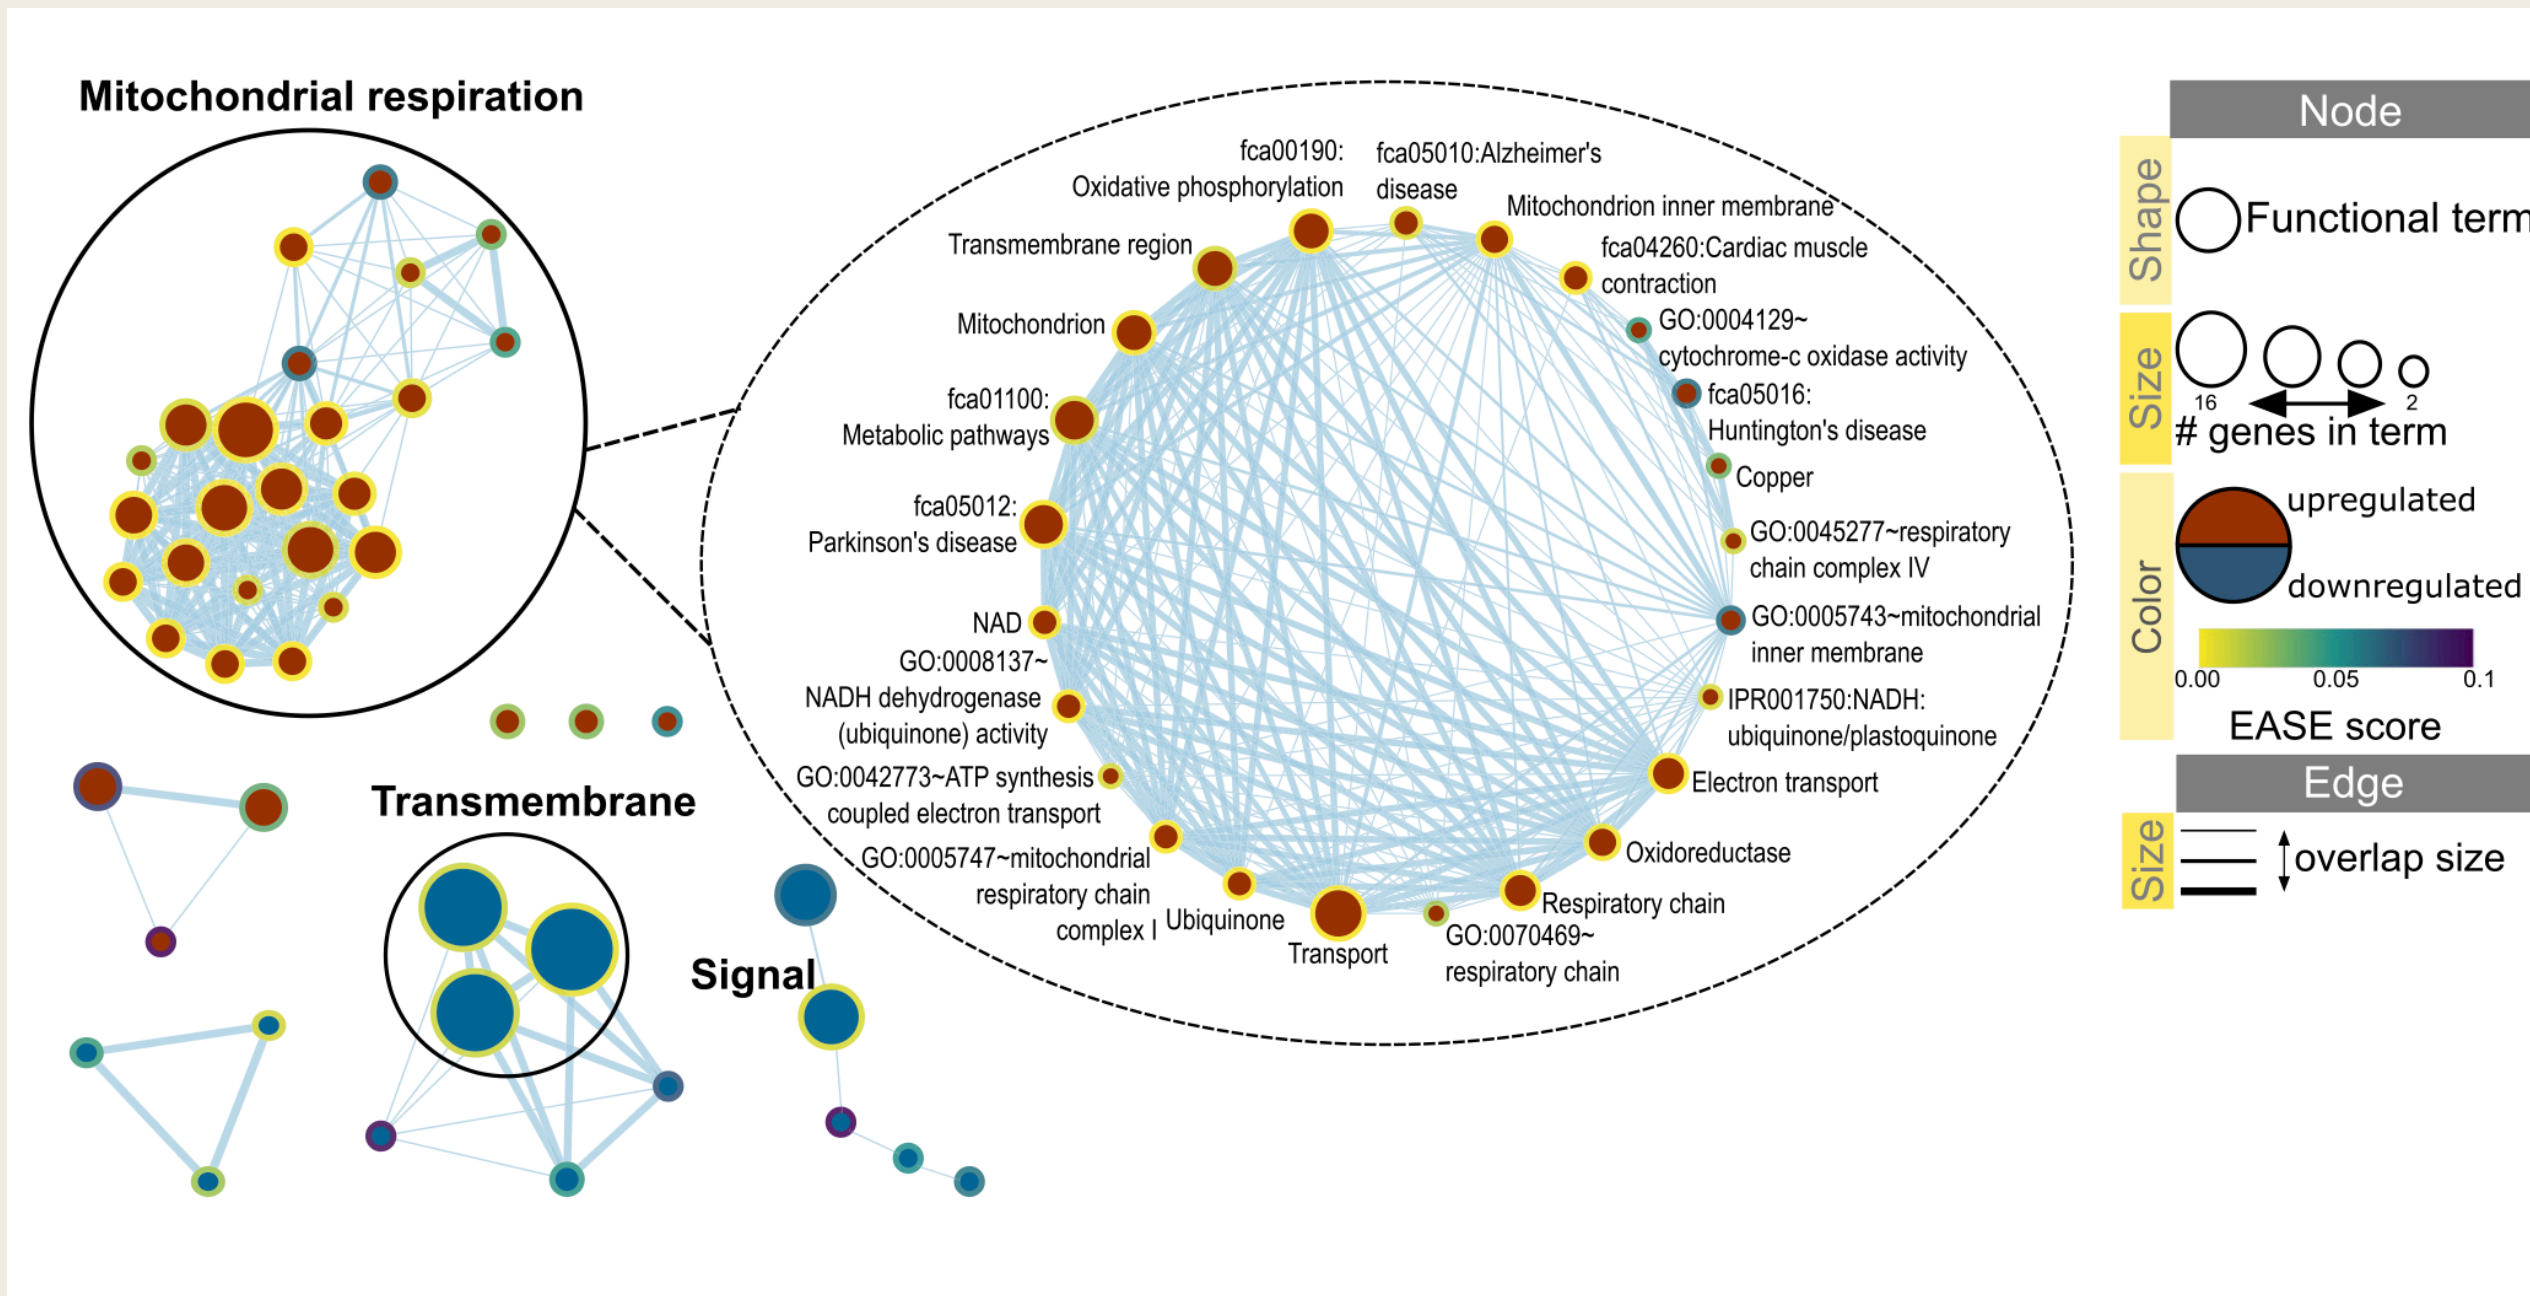 Mitochondrial respiration
fca00190:
Oxidative phosphorylation
fca05010:Alzheimer's
disease
Mitochondrion inner membrane
fca04260:Cardiac muscle
contraction
GO:0004129~
cytochrome-c oxidase activity
fca05016:
Huntington's disease
Copper
GO:0045277~respiratory
chain complex IV
GO:0005743~mitochondrial
inner membrane
IPR001750:NADH:
ubiquinone/plastoquinone
Electron transport
Oxidoreductase
Respiratory chain
GO:0070469~
respiratory chain
Transport
Ubiquinone
GO:0005747~mitochondrial
respiratory chain
complex I
GO:0042773~ATP synthesis
coupled electron transport
GO:0008137~
NADH dehydrogenase
(ubiquinone) activity
NAD
fca05012:
Parkinson's disease
fca01100:
Metabolic pathways
Mitochondrion
Transmembrane region
Transmembrane
Signal
Node
Shape
Functional term
Size
16
2
# genes in term
Color
upregulated
downregulated
0.00
0.05
0.1
EASE score
Edge
Size
overlap size